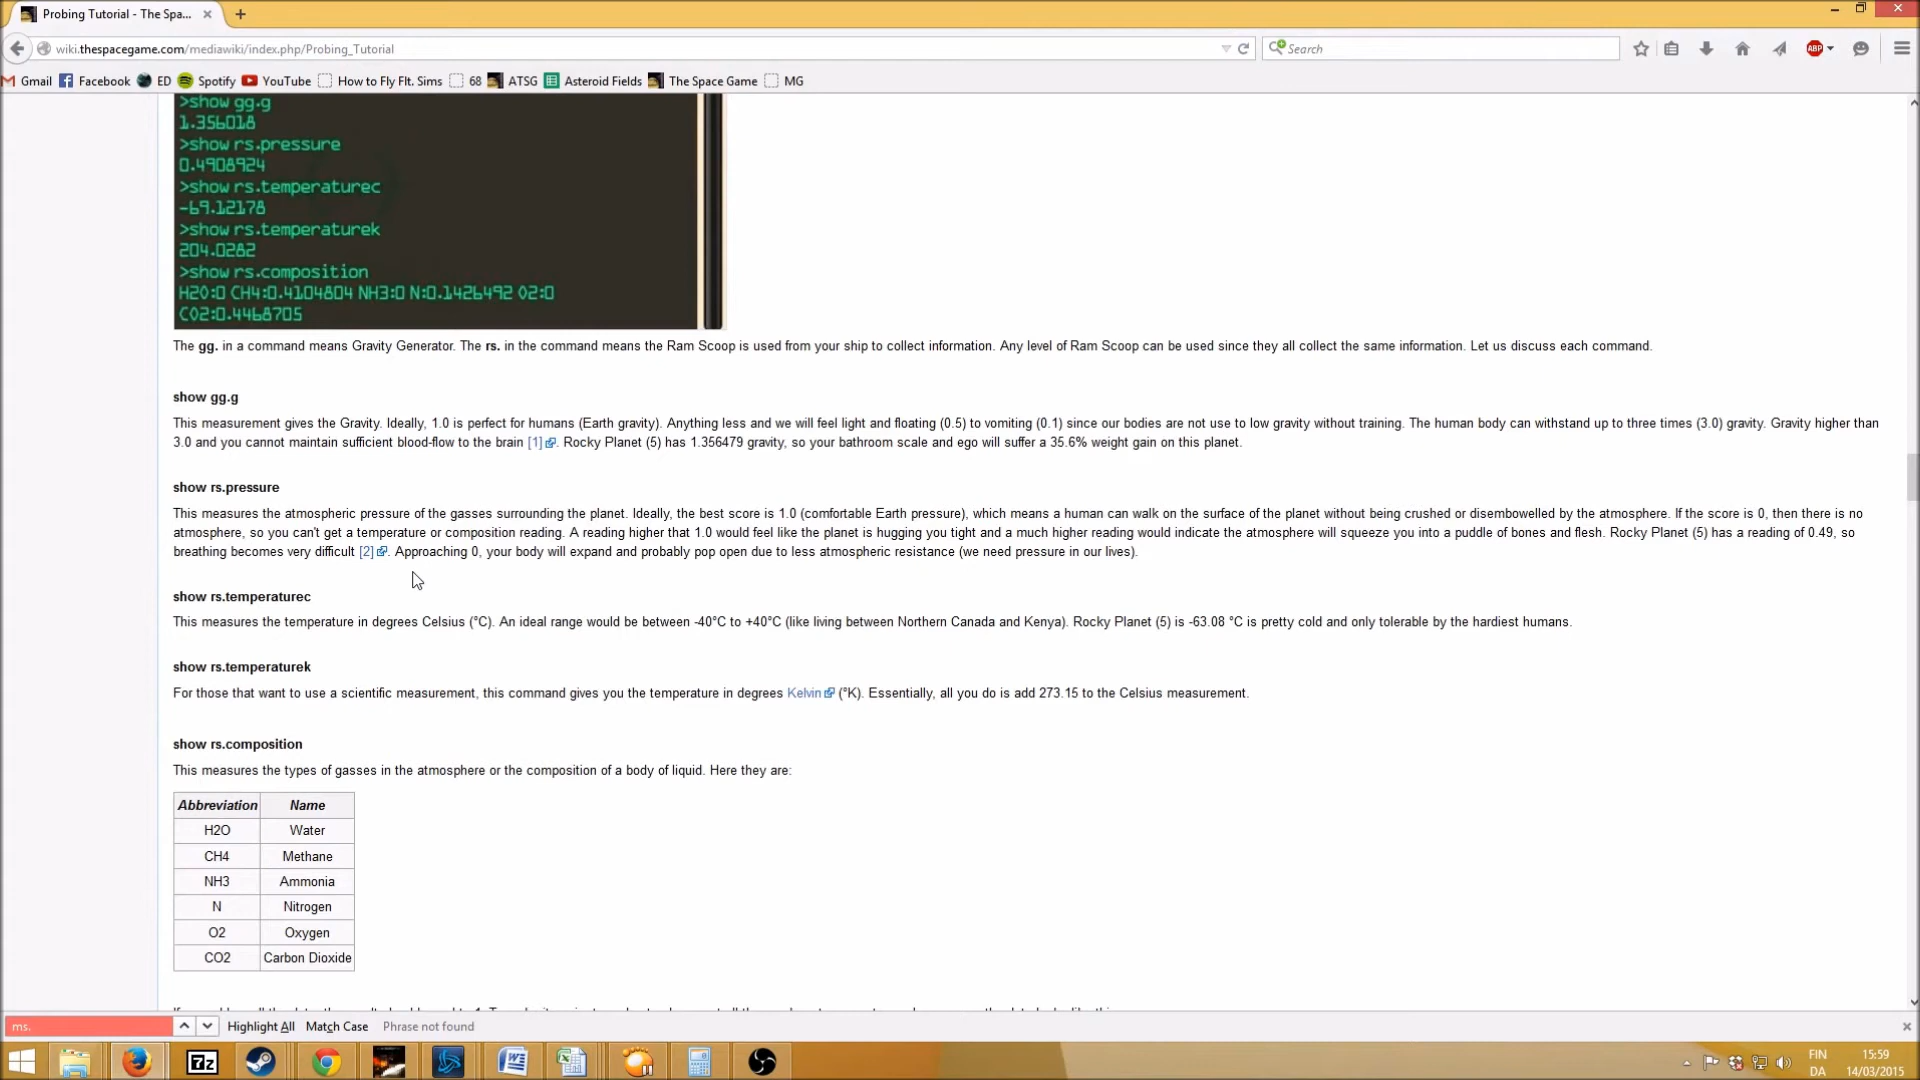 Probing Tutorial - The Spa...
wiki.thespacegame.com/mediawiki/index.php/Probing_Tutorial
Search
Gmail Facebook ED Spotify YouTube How to Fly Flt. Sims 68 ATSG Asteroid Fields The Space Game MG
>show gg.g
1.356018
>show rs.pressure
0.4908924
>show rs.temperaturec
-69.12178
>show rs.temperaturek
204.0282
>show rs.composition
H2O:0 CH4:0.4104804 NH3:0 N:0.1426492 O2:0
CO2:0.4468705
The gg. in a command means Gravity Generator. The rs. in the command means the Ram Scoop is used from your ship to collect information. Any level of Ram Scoop can be used since they all collect the same information. Let us discuss each command.
show gg.g
This measurement gives the Gravity. Ideally, 1.0 is perfect for humans (Earth gravity). Anything less and we will feel light and floating (0.5) to vomiting (0.1) since our bodies are not use to low gravity without training. The human body can withstand up to three times (3.0) gravity. Gravity higher than
3.0 and you cannot maintain sufficient blood-flow to the brain [1]. Rocky Planet (5) has 1.356479 gravity, so your bathroom scale and ego will suffer a 35.6% weight gain on this planet.
show rs.pressure
This measures the atmospheric pressure of the gasses surrounding the planet. Ideally, the best score is 1.0 (comfortable Earth pressure), which means a human can walk on the surface of the planet without being crushed or disembowelled by the atmosphere. If the score is 0, then there is no
atmosphere, so you can't get a temperature or composition reading. A reading higher that 1.0 would feel like the planet is hugging you tight and a much higher reading would indicate the atmosphere will squeeze you into a puddle of bones and flesh. Rocky Planet (5) has a reading of 0.49, so
breathing becomes very difficult [2]. Approaching 0, your body will expand and probably pop open due to less atmospheric resistance (we need pressure in our lives).
show rs.temperaturec
This measures the temperature in degrees Celsius (°C). An ideal range would be between -40°C to +40°C (like living between Northern Canada and Kenya). Rocky Planet (5) is -63.08 °C is pretty cold and only tolerable by the hardiest humans.
show rs.temperaturek
For those that want to use a scientific measurement, this command gives you the temperature in degrees Kelvin (°K). Essentially, all you do is add 273.15 to the Celsius measurement.
show rs.composition
This measures the types of gasses in the atmosphere or the composition of a body of liquid. Here they are:
Abbreviation Name
H2O Water
CH4 Methane
NH3 Ammonia
N Nitrogen
O2 Oxygen
CO2 Carbon Dioxide
ms. Highlight All Match Case Phrase not found
FIN 15:59
DA 14/03/2015